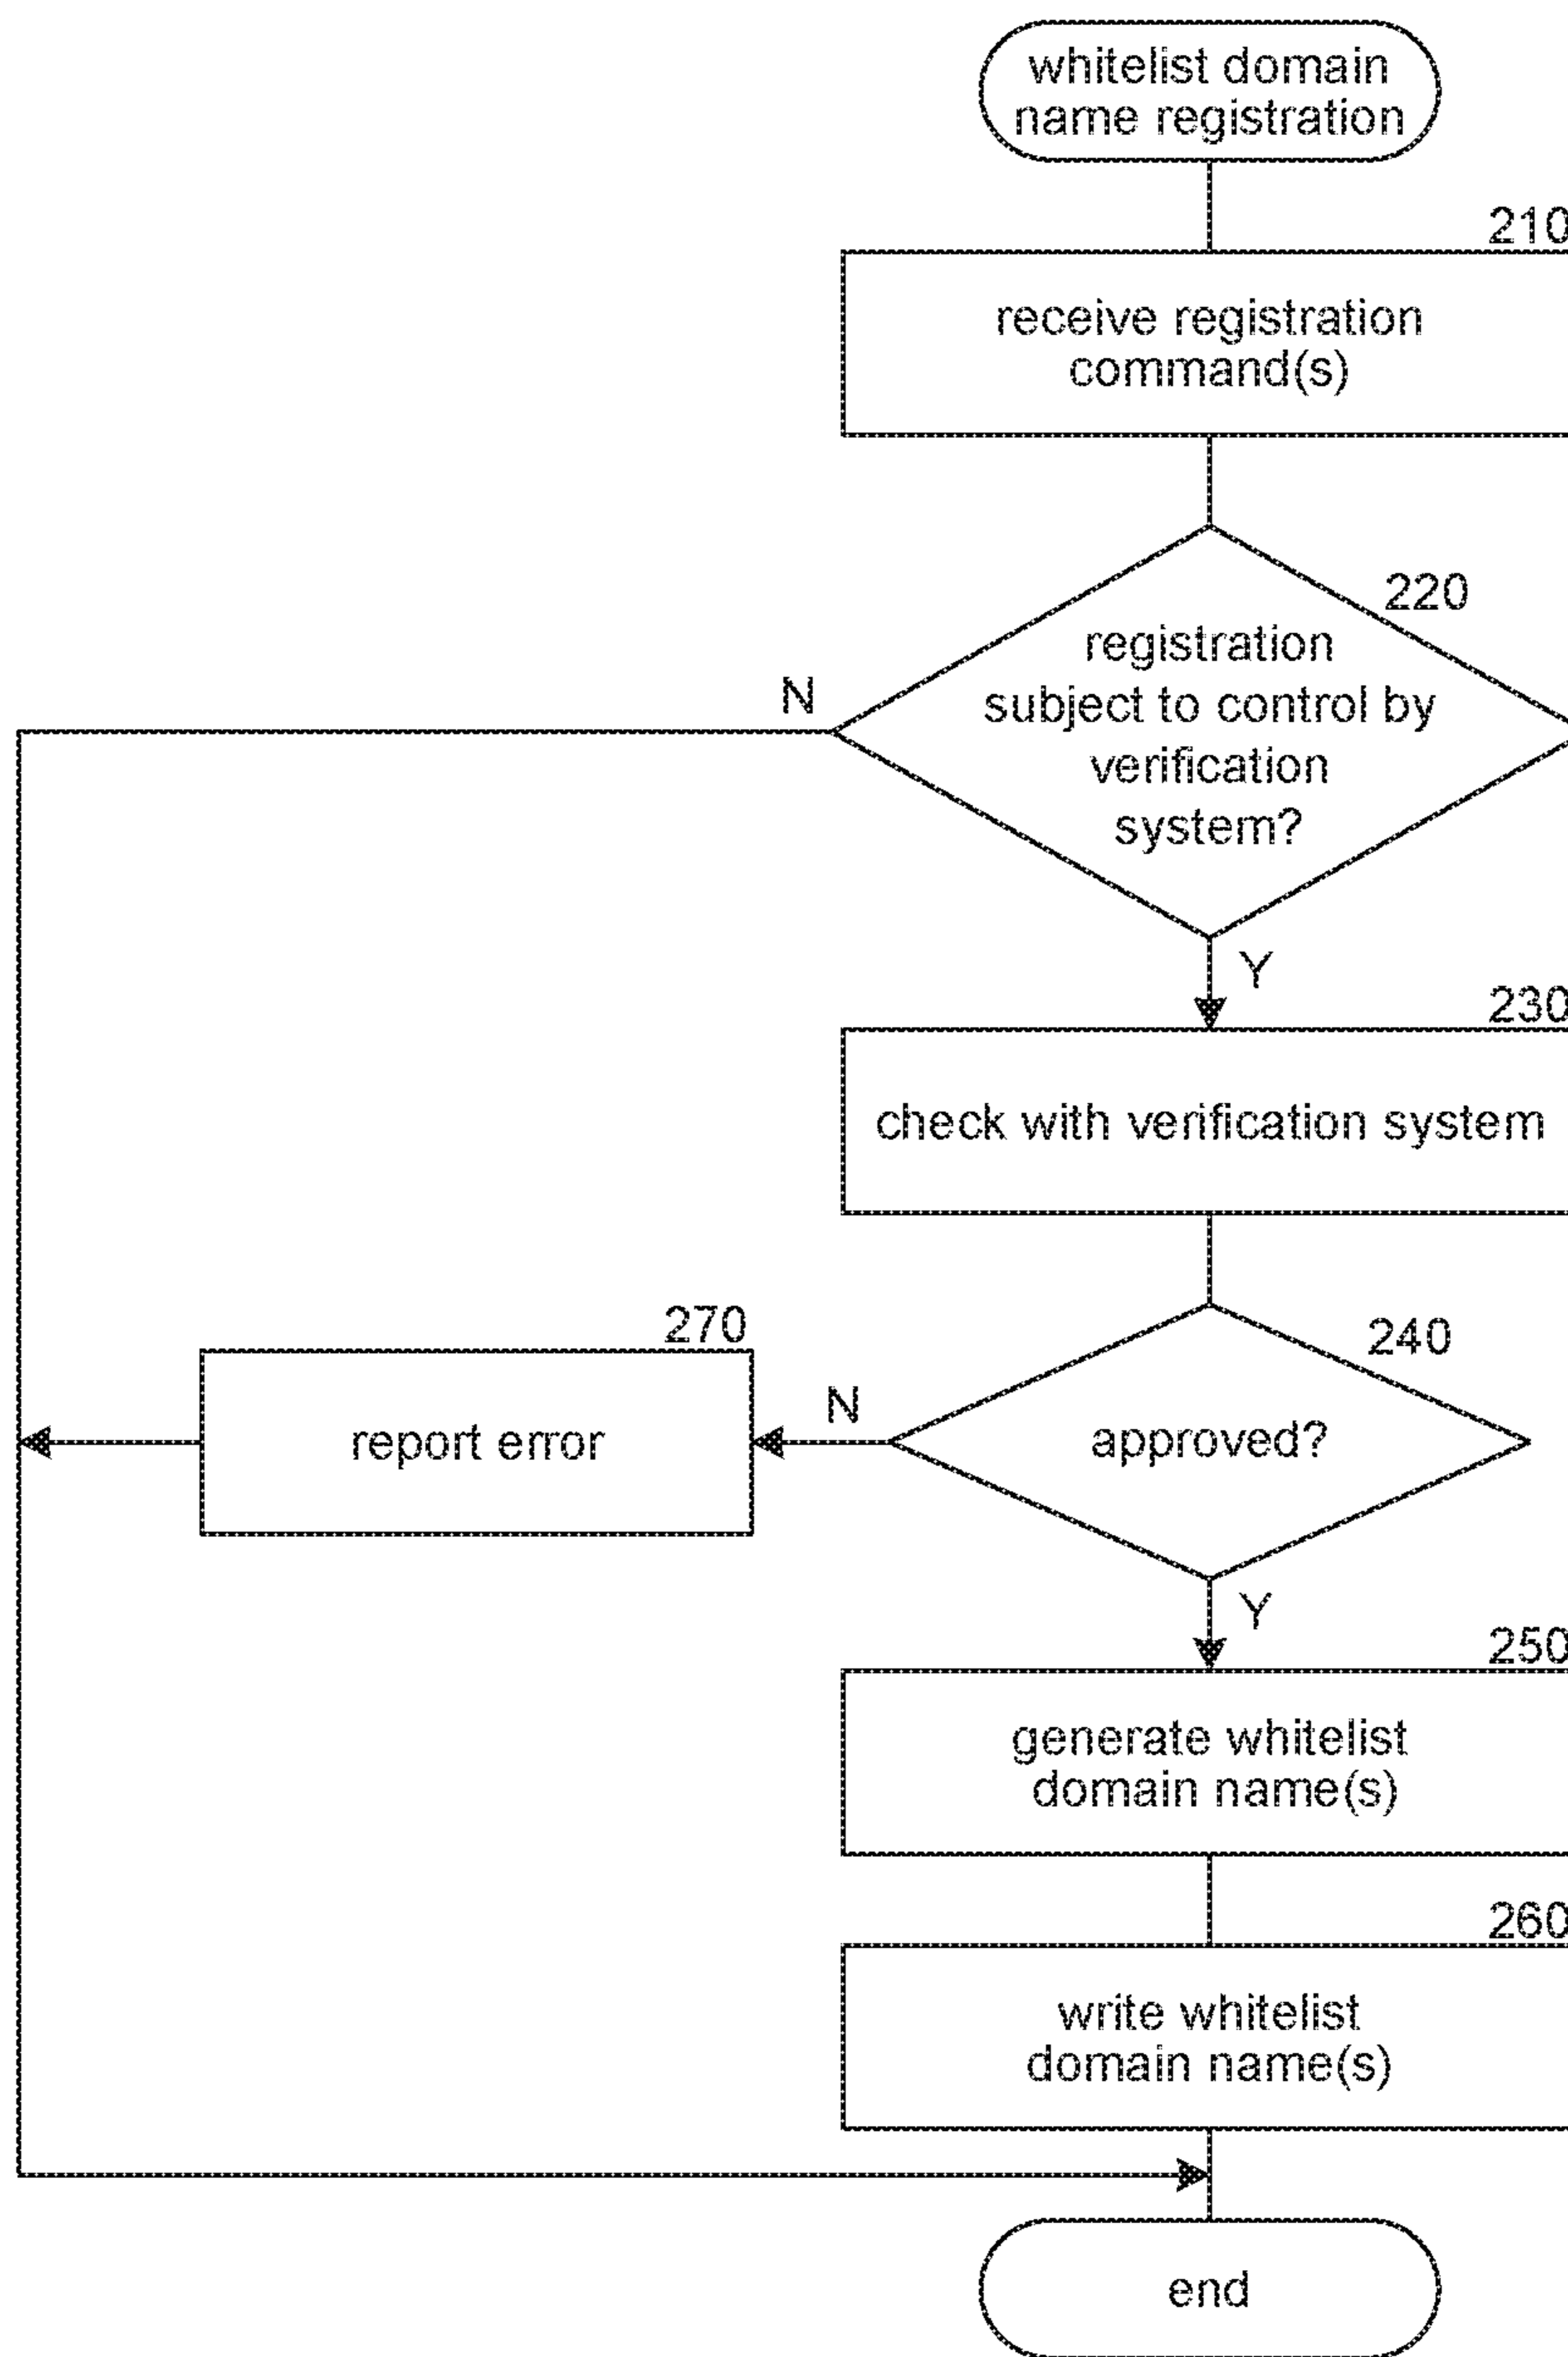 whitelist domain
name registration
210
receive registration
command(s)
220
registration
subject to control by
verification
system?
N
Y
230
check with verification system
240
approved?
N
270
report error
Y
250
generate whitelist
domain name(s)
260
write whitelist
domain name(s)
end